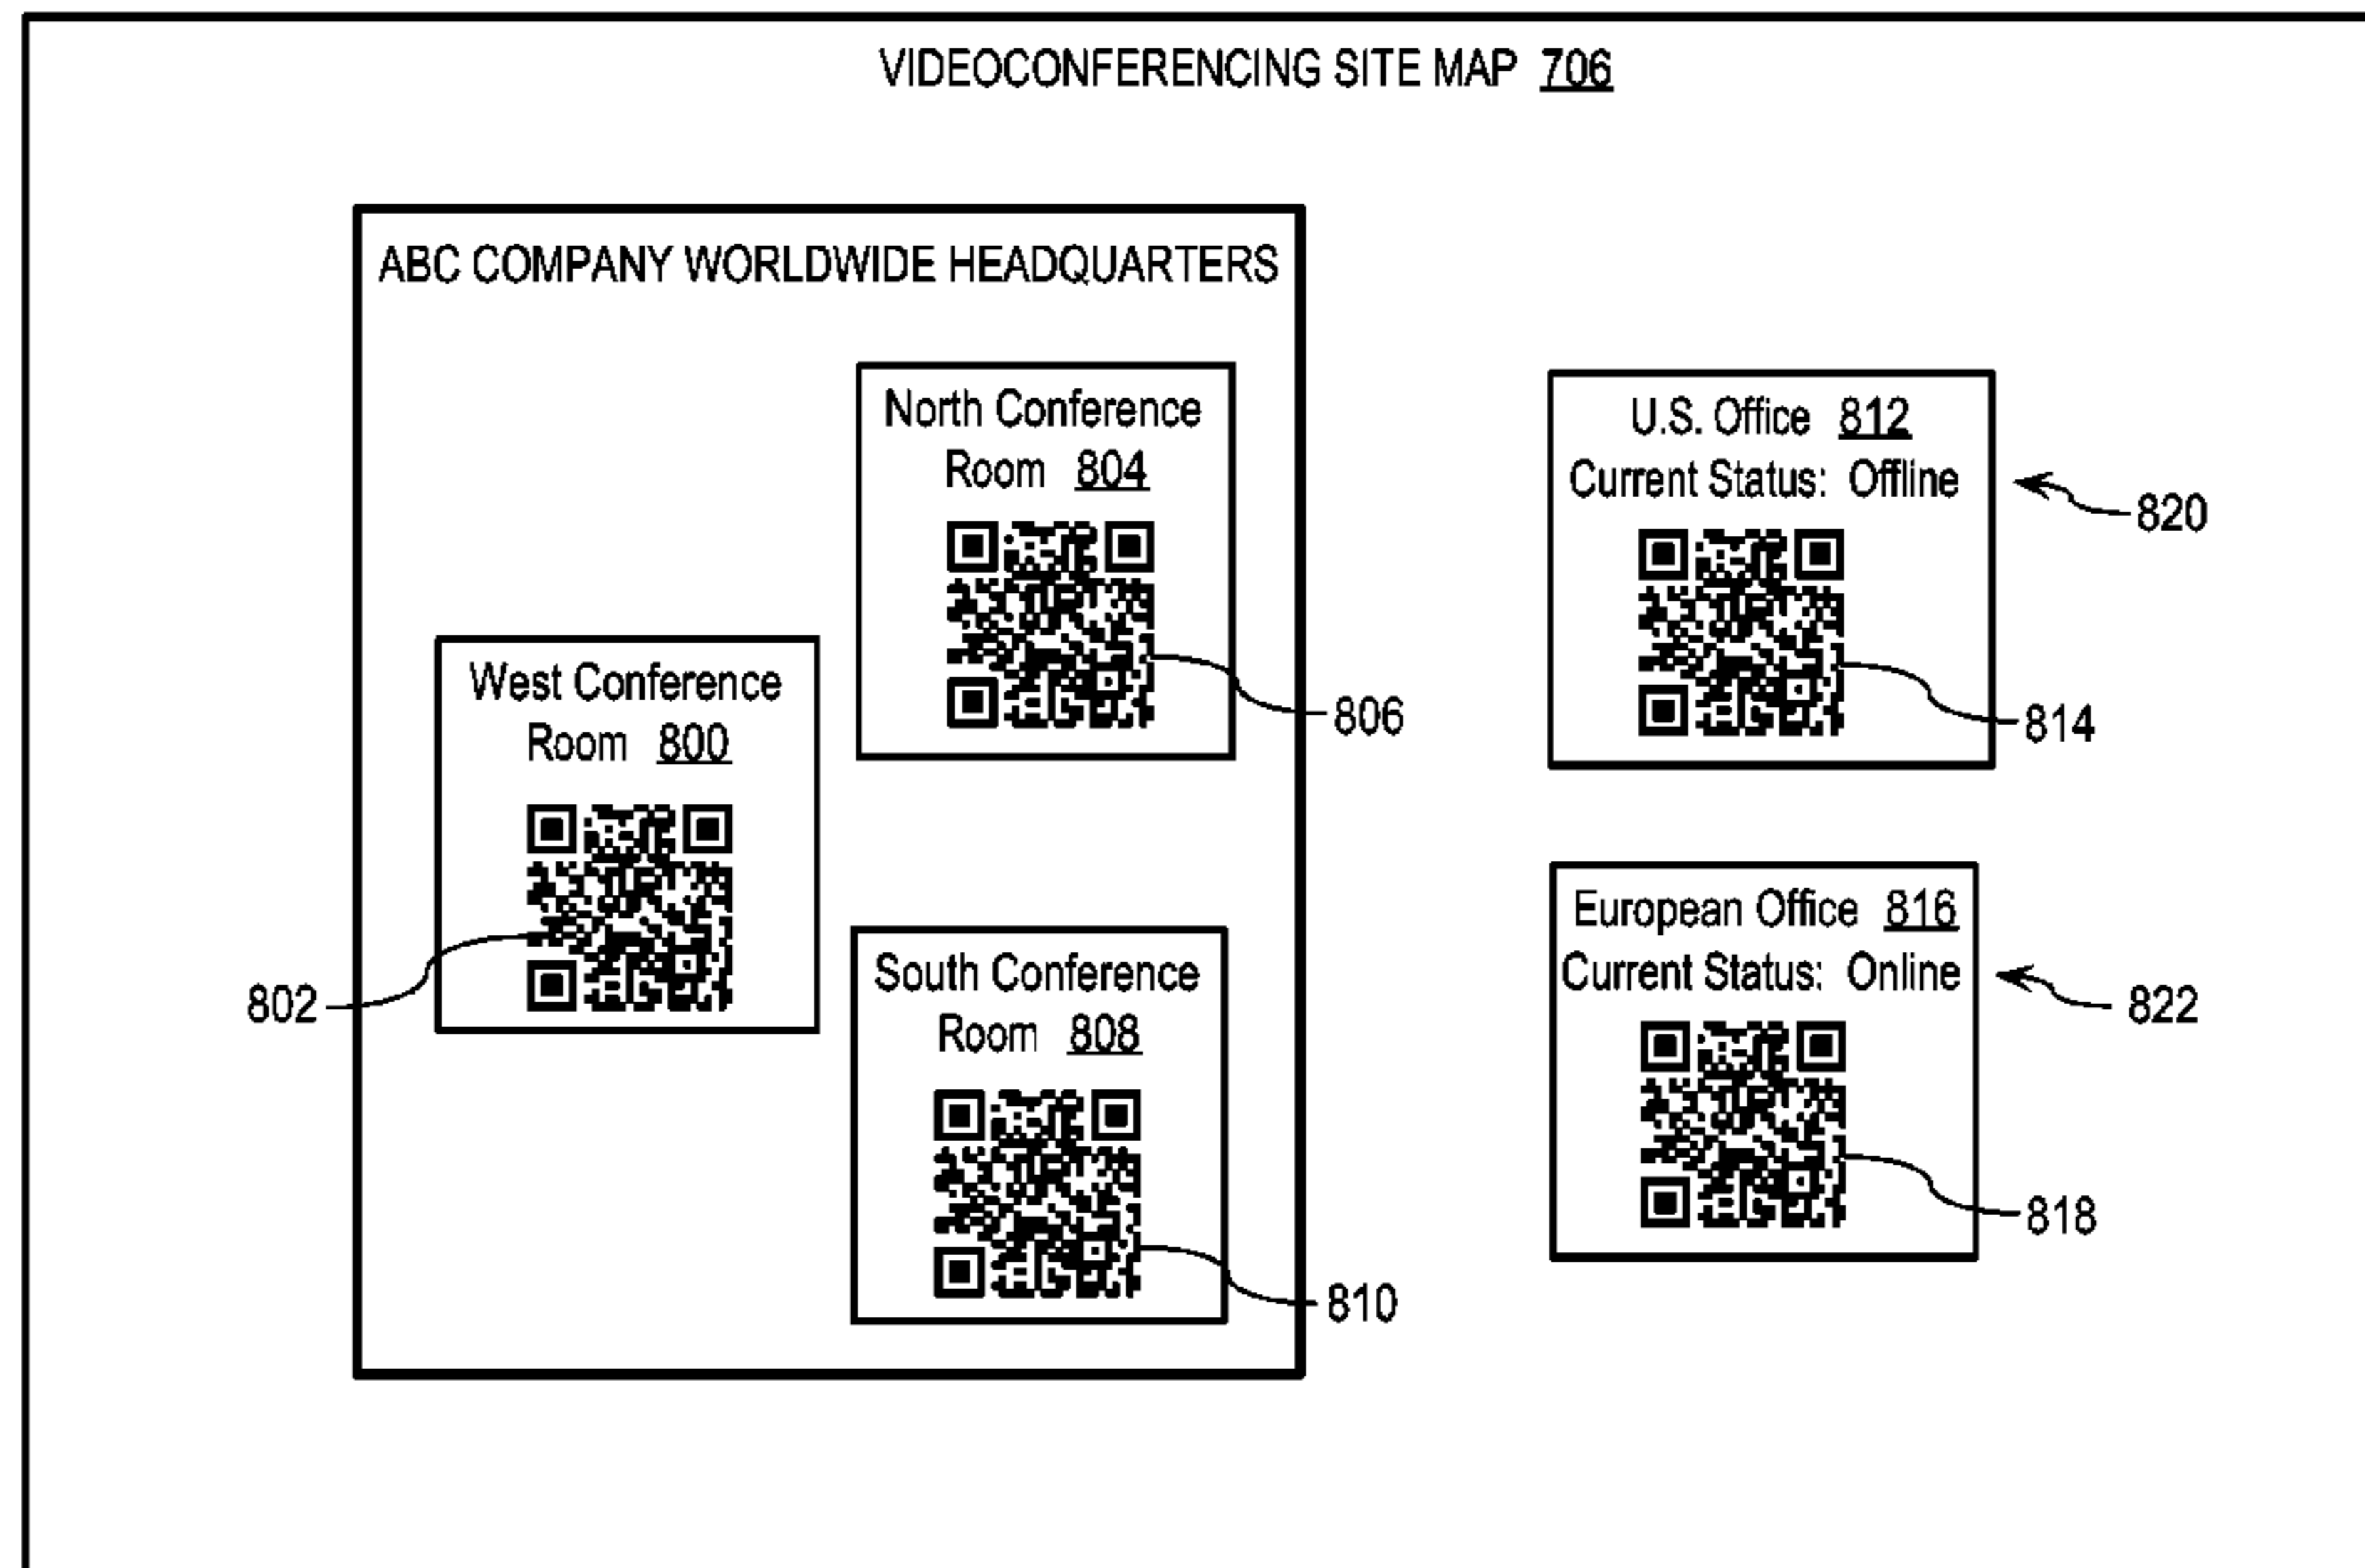 VIDEOCONFERENCING SITE MAP 706
ABC COMPANY WORLDWIDE HEADQUARTERS
North Conference
Room 804
806
West Conference
Room 800
802
South Conference
Room 808
810
U.S. Office 812
Current Status: Offline
820
814
European Office 816
Current Status: Online
822
818